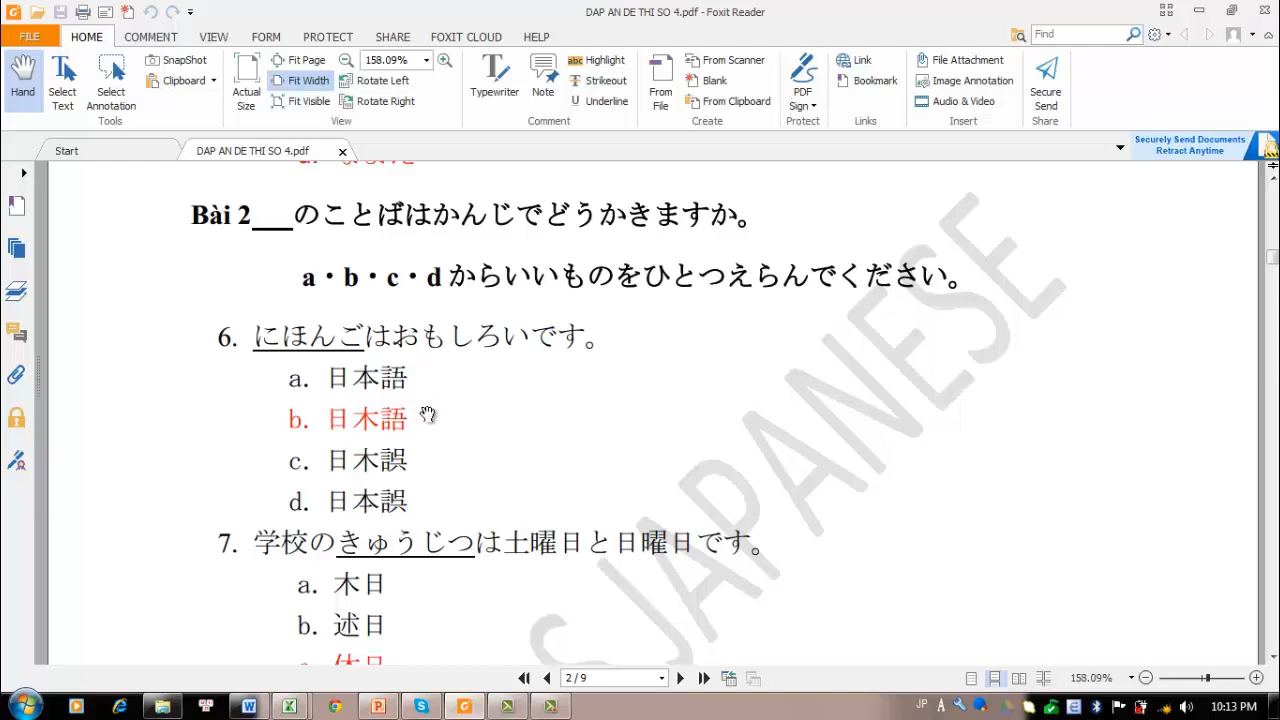 DAP AN DE THI SO 4.pdf - Foxit Reader
FILE HOME COMMENT VIEW FORM PROTECT SHARE FOXIT CLOUD HELP Find
Hand Select Text Select Annotation SnapShot Clipboard Tools
Actual Size Fit Page Fit Width Fit Visible 158.09% Rotate Left Rotate Right View
Typewriter Note Highlight Strikeout Underline Comment
From File From Scanner Blank From Clipboard Create
PDF Sign Protect
Link Bookmark Links
File Attachment Image Annotation Audio & Video Insert
Secure Send Share
Start DAP AN DE THI SO 4.pdf
Securely Send Documents
Retract Anytime
Bài 2___のことばはかんじでどうかきますか。
a・b・c・dからいいものをひとつえらんでください。
6. にほんごはおもしろいです。
a. 日本語
b. 日木語
c. 日木誤
d. 日本誤
7. 学校のきゅうじつは土曜日と日曜日です。
a. 木日
b. 述日
休日
S JAPANESE
2 / 9 158.09%
JP 10:13 PM